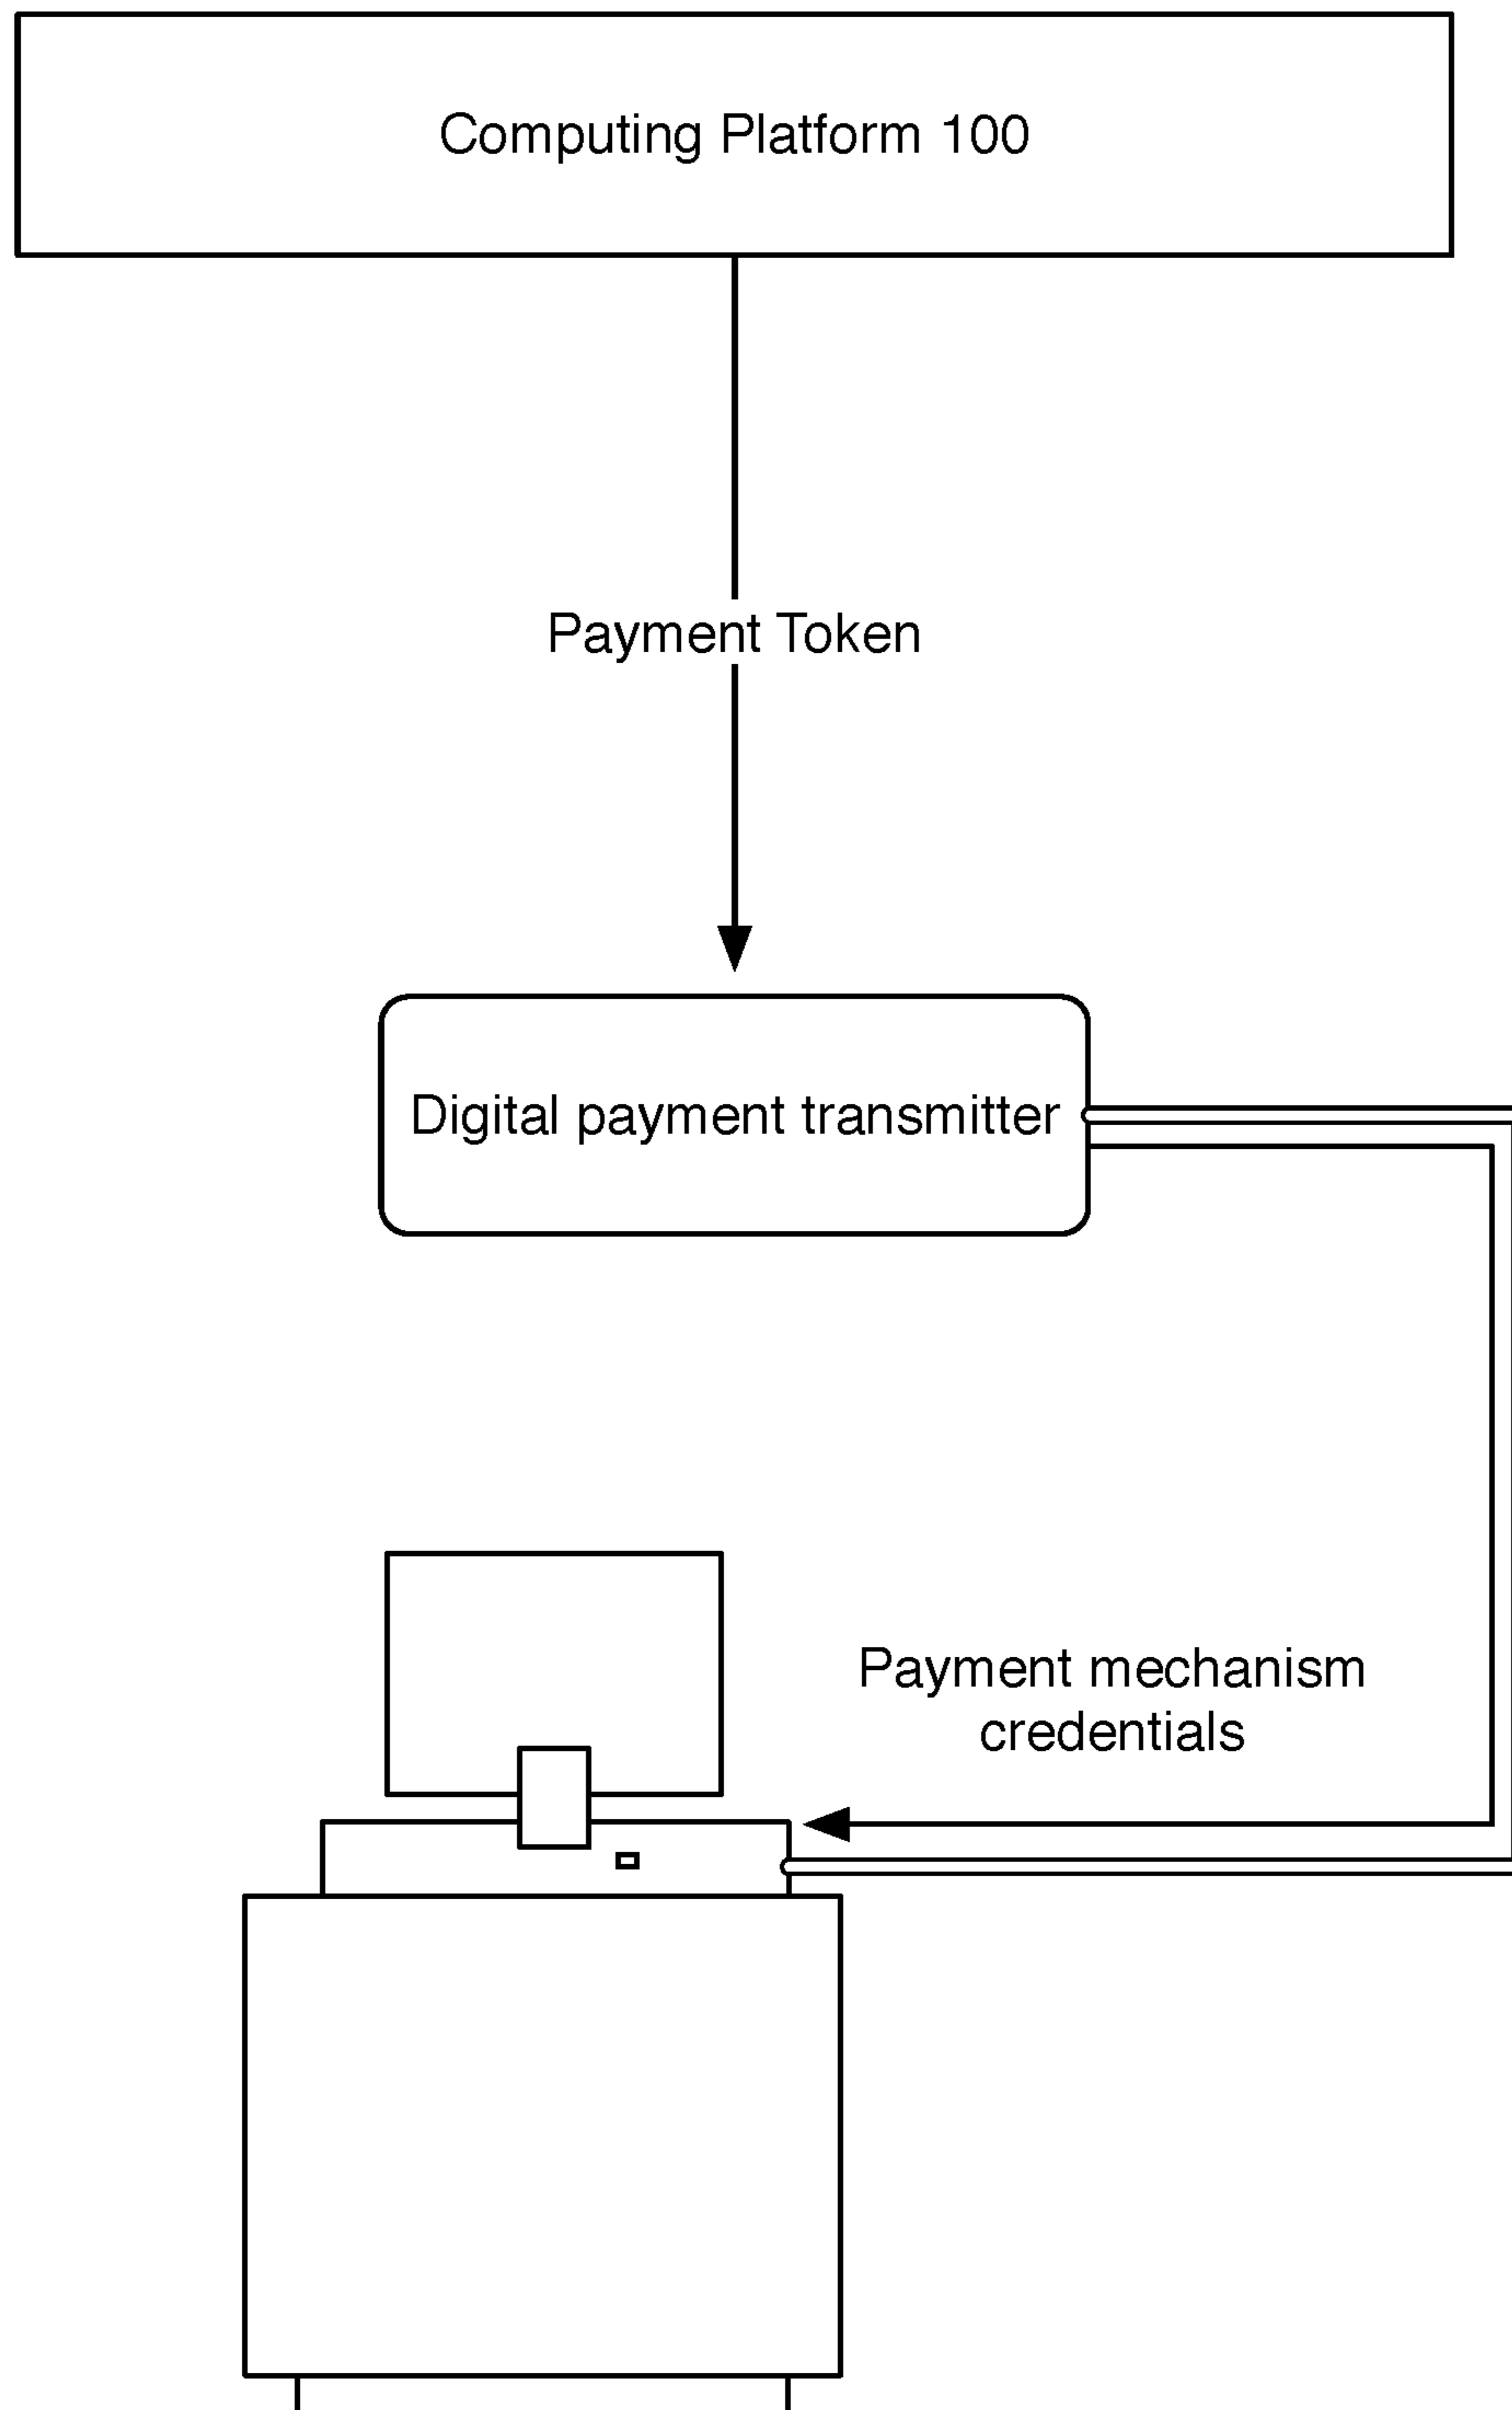 Computing Platform 100
Payment Token
Digital payment transmitter
Payment mechanism
credentials